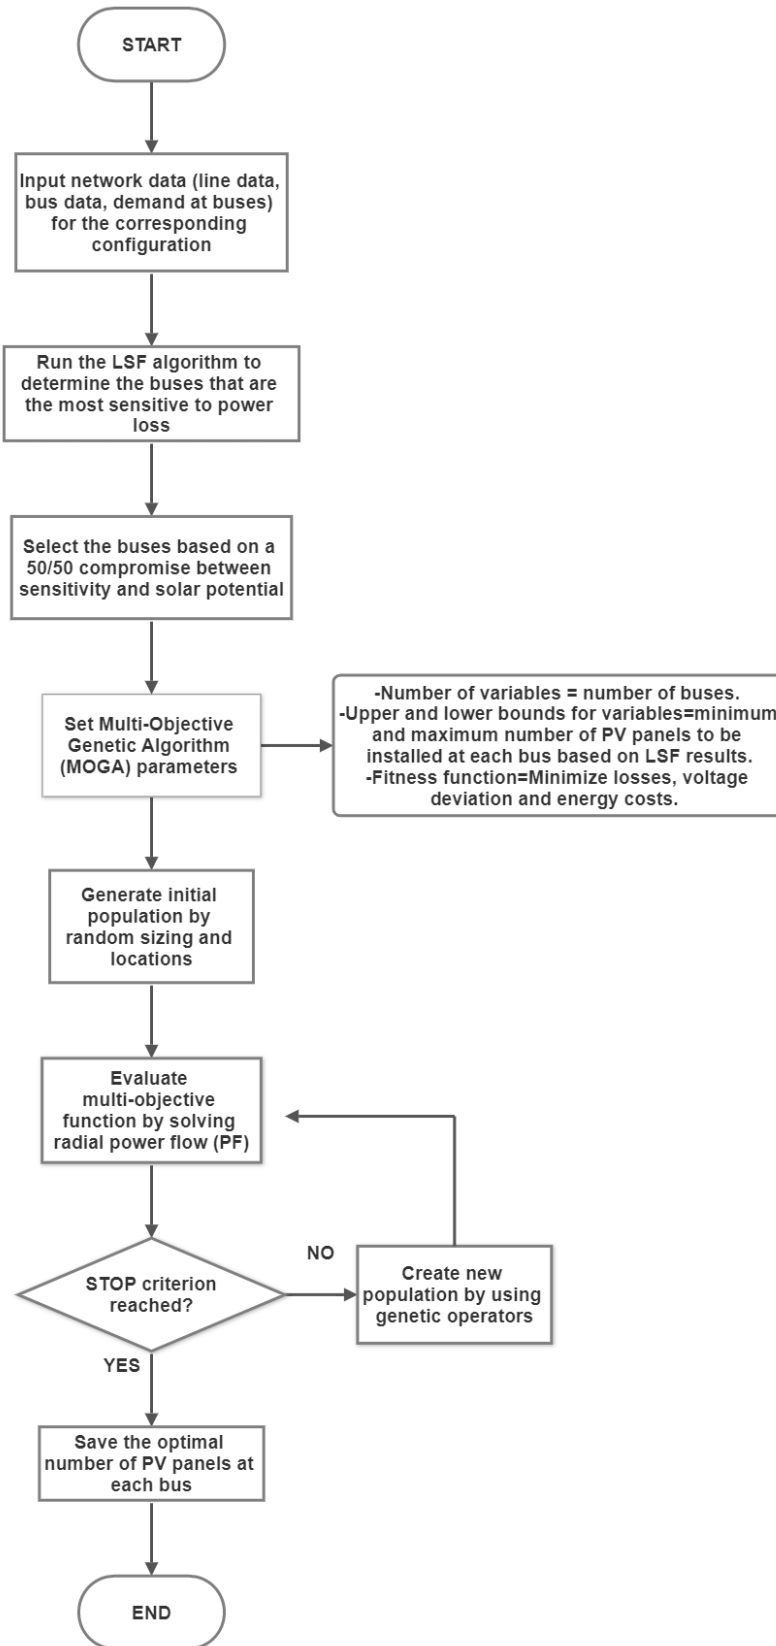 START
Input network data (line data,
bus data, demand at buses)
for the corresponding
configuration
Run the LSF algorithm to
determine the buses that are
the most sensitive to power
loss
Select the buses based on a
50/50 compromise between
sensitivity and solar potential
Set Multi-Objective
Genetic Algorithm
(MOGA) parameters
-Number of variables = number of buses.
-Upper and lower bounds for variables=minimum
and maximum number of PV panels to be
installed at each bus based on LSF results.
-Fitness function=Minimize losses, voltage
deviation and energy costs.
Generate initial
population by
random sizing and
locations
Evaluate
multi-objective
function by solving
radial power flow (PF)
STOP criterion
reached?
NO
Create new
population by using
genetic operators
YES
Save the optimal
number of PV panels at
each bus
END